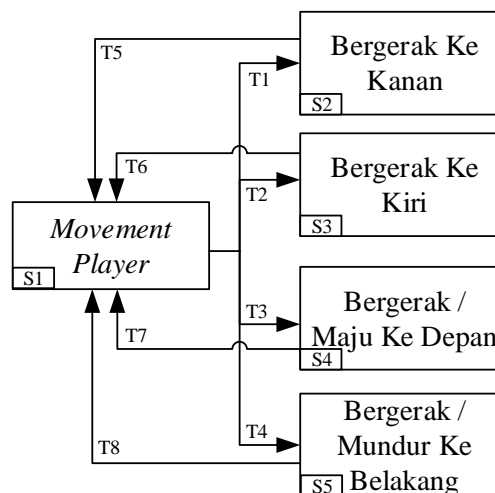 T5
Bergerak Ke
Kanan
S2
T1
T6
Bergerak Ke
Kiri
S3
T2
Movement
Player
S1
T3
Bergerak /
Maju Ke Depan
S4
T7
T4
Bergerak /
Mundur Ke
Belakang
S5
T8